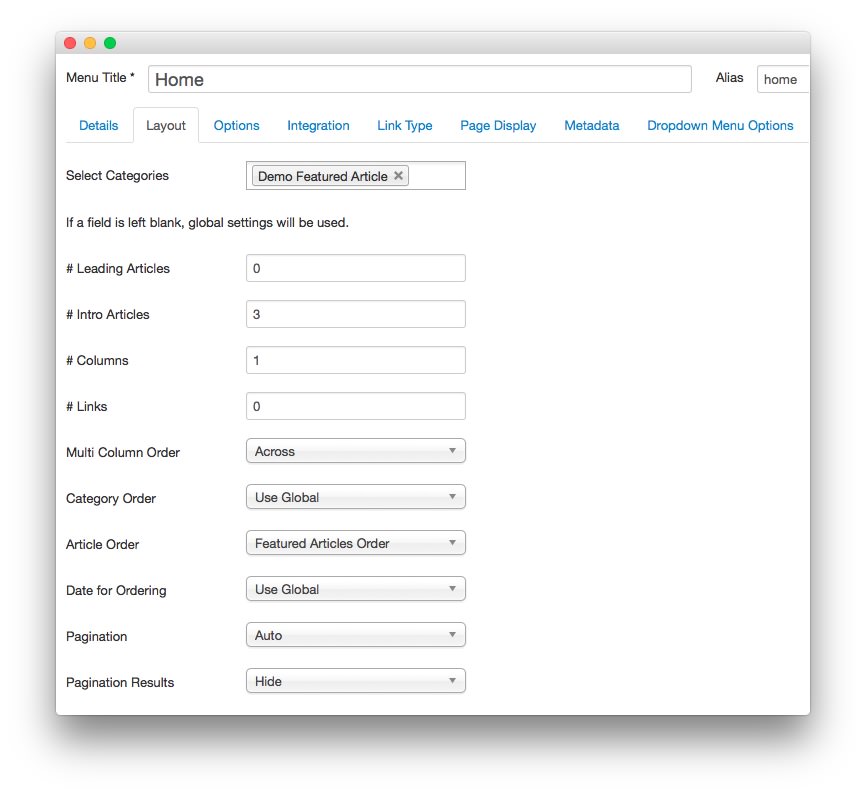 Menu Title * Home Alias home
Details Layout Options Integration Link Type Page Display Metadata Dropdown Menu Options
Select Categories Demo Featured Article ×
If a field is left blank, global settings will be used.
# Leading Articles 0
# Intro Articles 3
# Columns 1
# Links 0
Multi Column Order Across
Category Order Use Global
Article Order Featured Articles Order
Date for Ordering Use Global
Pagination Auto
Pagination Results Hide